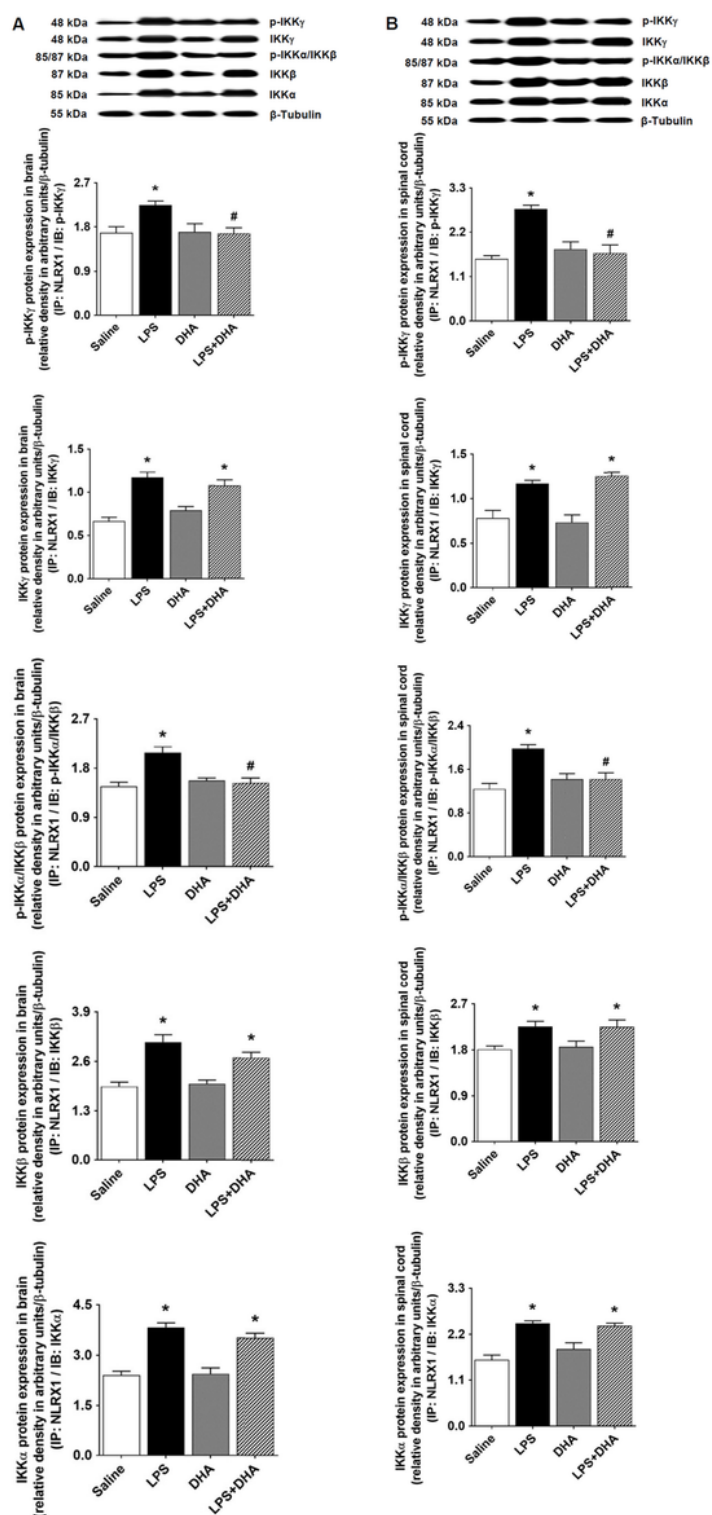 A
48 kDa p-IKKγ
48 kDa IKKγ
85/87 kDa p-IKKα/IKKβ
87 kDa IKKβ
85 kDa IKKα
55 kDa β-Tubulin
p-IKKγ protein expression in brain
(relative density in arbitrary units/β-tubulin)
(IP: NLRX1 / IB: p-IKKγ)
2.7
1.8
0.9
0.0
*
#
Saline
LPS
DHA
LPS+DHA
IKKγ protein expression in brain
(relative density in arbitrary units/β-tubulin)
(IP: NLRX1 / IB: IKKγ)
1.5
1.0
0.5
0.0
*
*
Saline
LPS
DHA
LPS+DHA
p-IKKα/IKKβ protein expression in brain
(relative density in arbitrary units/β-tubulin)
(IP: NLRX1 / IB: p-IKKα/IKKβ)
2.7
1.8
0.9
0.0
*
#
Saline
LPS
DHA
LPS+DHA
IKKβ protein expression in brain
(relative density in arbitrary units/β-tubulin)
(IP: NLRX1 / IB: IKKβ)
3.9
2.6
1.3
0.0
*
*
Saline
LPS
DHA
LPS+DHA
IKKα protein expression in brain
(relative density in arbitrary units/β-tubulin)
(IP: NLRX1 / IB: IKKα)
4.5
3.0
1.5
0.0
*
*
Saline
LPS
DHA
LPS+DHA
B
48 kDa p-IKKγ
48 kDa IKKγ
85/87 kDa p-IKKα/IKKβ
87 kDa IKKβ
85 kDa IKKα
55 kDa β-Tubulin
p-IKKγ protein expression in spinal cord
(relative density in arbitrary units/β-tubulin)
(IP: NLRX1 / IB: p-IKKγ)
3.3
2.2
1.1
0.0
*
#
Saline
LPS
DHA
LPS+DHA
IKKγ protein expression in spinal cord
(relative density in arbitrary units/β-tubulin)
(IP: NLRX1 / IB: IKKγ)
1.5
1.0
0.5
0.0
*
*
Saline
LPS
DHA
LPS+DHA
p-IKKα/IKKβ protein expression in spinal cord
(relative density in arbitrary units/β-tubulin)
(IP: NLRX1 / IB: p-IKKα/IKKβ)
2.4
1.6
0.8
0.0
*
#
Saline
LPS
DHA
LPS+DHA
IKKβ protein expression in spinal cord
(relative density in arbitrary units/β-tubulin)
(IP: NLRX1 / IB: IKKβ)
2.7
1.8
0.9
0.0
*
*
Saline
LPS
DHA
LPS+DHA
IKKα protein expression in spinal cord
(relative density in arbitrary units/β-tubulin)
(IP: NLRX1 / IB: IKKα)
3.3
2.2
1.1
0.0
*
*
Saline
LPS
DHA
LPS+DHA